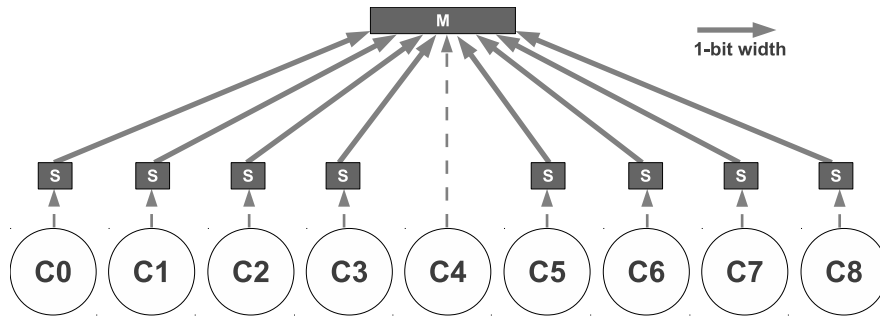 M
1-bit width
S S S S S S S S
C0 C1 C2 C3 C4 C5 C6 C7 C8